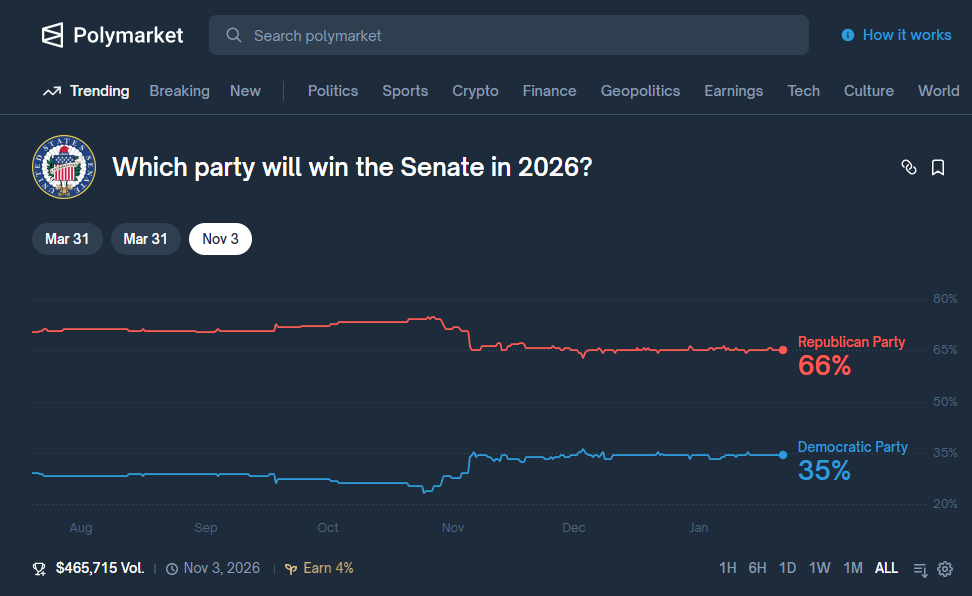 Polymarket
Search polymarket
How it works
Trending Breaking New Politics Sports Crypto Finance Geopolitics Earnings Tech Culture World
UNITED STATES SENATE
Which party will win the Senate in 2026?
Mar 31 Mar 31 Nov 3
80%
Republican Party
65%
66%
50%
Democratic Party
35%
35%
20%
Aug Sep Oct Nov Dec Jan
$465,715 Vol. Nov 3, 2026 Earn 4% 1H 6H 1D 1W 1M ALL